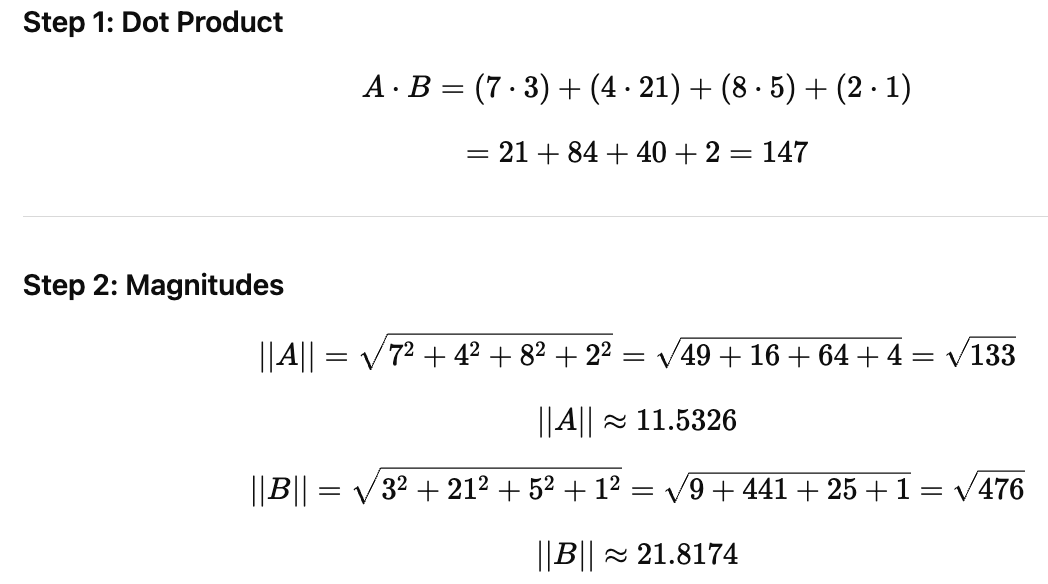 Step 1: Dot Product
A · B = (7 · 3) + (4 · 21) + (8 · 5) + (2 · 1)
= 21 + 84 + 40 + 2 = 147
Step 2: Magnitudes
||A|| = √(7² + 4² + 8² + 2²) = √(49 + 16 + 64 + 4) = √133
||A|| ≈ 11.5326
||B|| = √(3² + 21² + 5² + 1²) = √(9 + 441 + 25 + 1) = √476
||B|| ≈ 21.8174